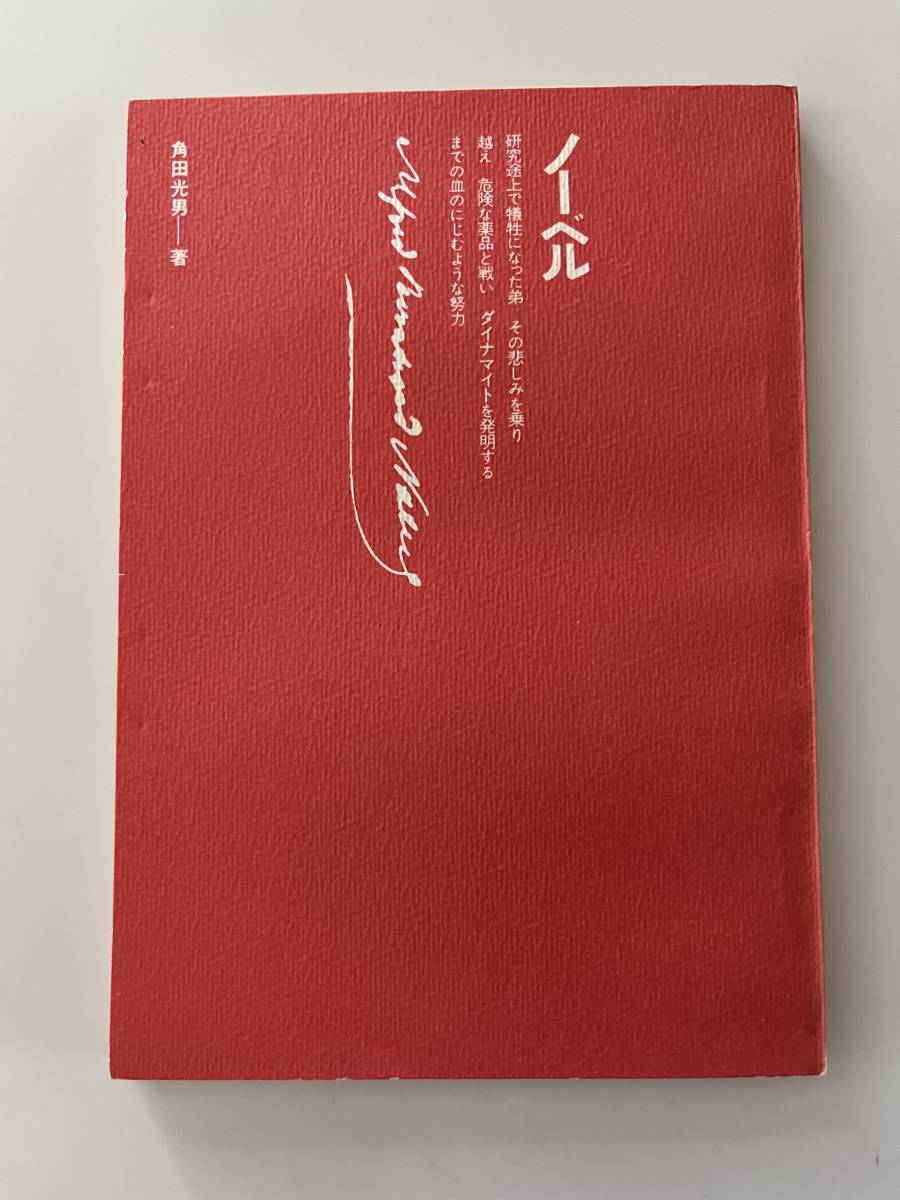 ノーベル
研究途上で犠牲になった弟　その悲しみを乗り
越え　危険な薬品と戦い　ダイナマイトを発明する
までの血のにじむような努力
角田光男——著